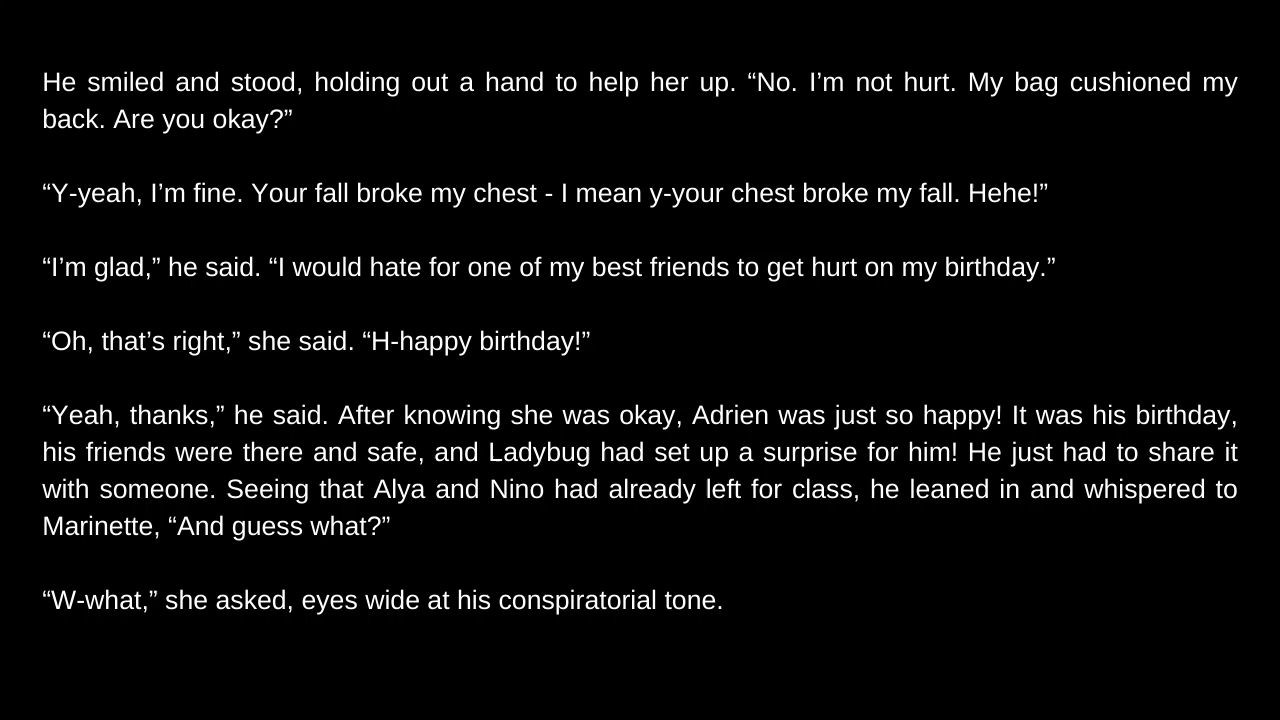 He smiled and stood, holding out a hand to help her up. “No. I’m not hurt. My bag cushioned my
back. Are you okay?”
“Y-yeah, I’m fine. Your fall broke my chest - I mean y-your chest broke my fall. Hehe!”
“I’m glad,” he said. “I would hate for one of my best friends to get hurt on my birthday.”
“Oh, that’s right,” she said. “H-happy birthday!”
“Yeah, thanks,” he said. After knowing she was okay, Adrien was just so happy! It was his birthday,
his friends were there and safe, and Ladybug had set up a surprise for him! He just had to share it
with someone. Seeing that Alya and Nino had already left for class, he leaned in and whispered to
Marinette, “And guess what?”
“W-what,” she asked, eyes wide at his conspiratorial tone.